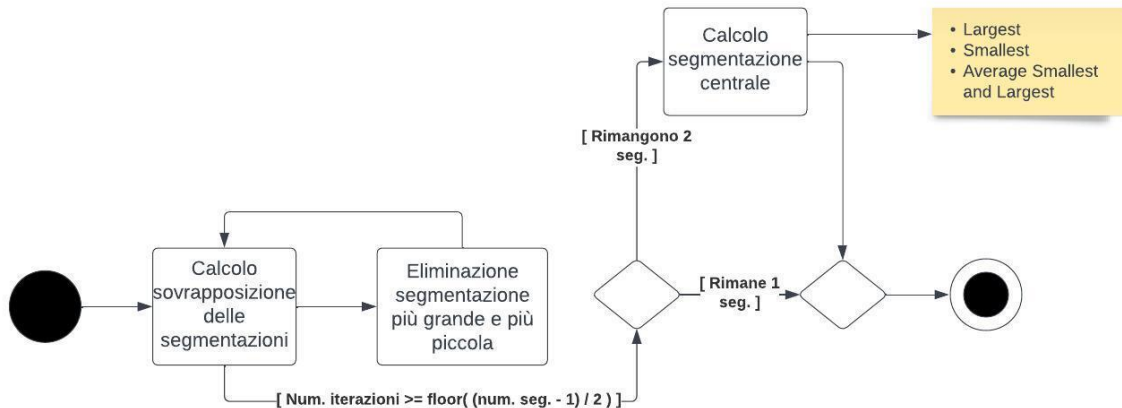 Calcolo
sovrapposizione
delle
segmentazioni
Eliminazione
segmentazione
più grande e più
piccola
[ Num. iterazioni >= floor( (num. seg. - 1) / 2 ) ]
[ Rimangono 2
seg. ]
[ Rimane 1
seg. ]
Calcolo
segmentazione
centrale
• Largest
• Smallest
• Average Smallest
and Largest